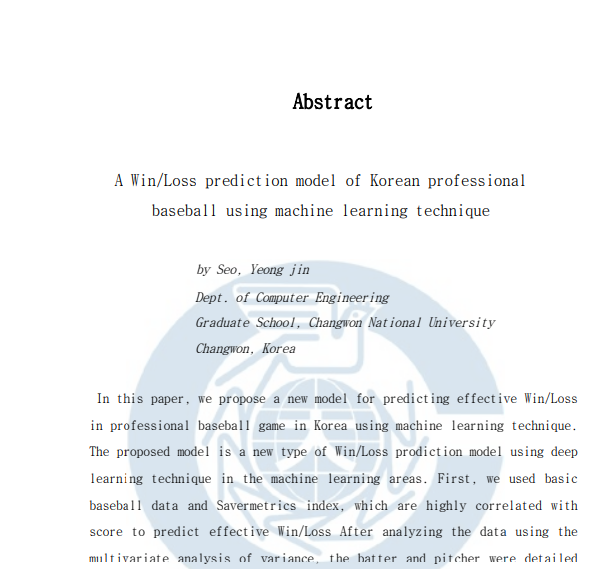 Abstract
A Win/Loss prediction model of Korean professional
baseball using machine learning technique
by Seo, Yeong jin
Dept. of Computer Engineering
Graduate School, Changwon National University
Changwon, Korea
In this paper, we propose a new model for predicting effective Win/Loss
in professional baseball game in Korea using machine learning technique.
The proposed model is a new type of Win/Loss prodiction model using deep
learning technique in the machine learning areas. First, we used basic
baseball data and Savermetrics index, which are highly correlated with
score to predict effective Win/Loss After analyzing the data using the
multivariate analysis of variance, the batter and pitcher were detailed